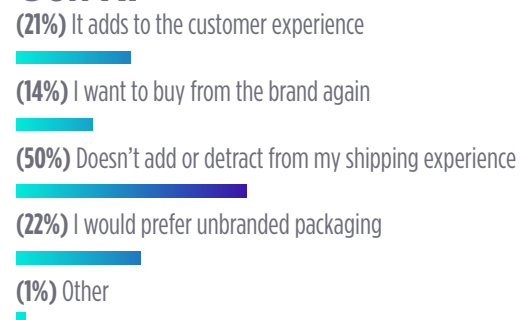 (21%) It adds to the customer experience
(14%) I want to buy from the brand again
(50%) Doesn’t add or detract from my shipping experience
(22%) I would prefer unbranded packaging
(1%) Other